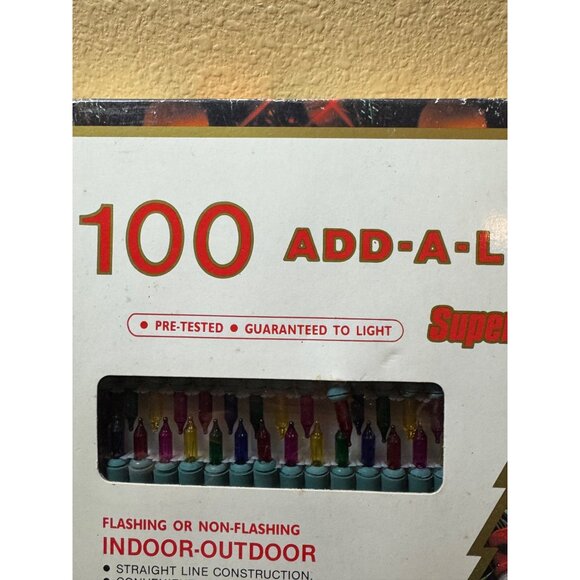 100 ADD-A-L
• PRE-TESTED • GUARANTEED TO LIGHT
Super
FLASHING OR NON-FLASHING
INDOOR-OUTDOOR
• STRAIGHT LINE CONSTRUCTION.